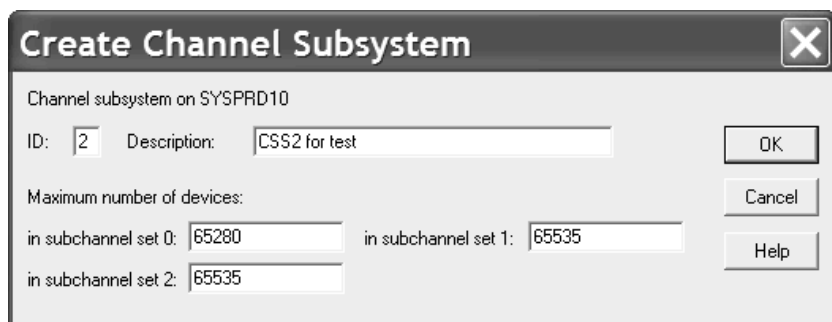 Create Channel Subsystem
Channel subsystem on SYSPRD10
ID: 2 Description: CSS2 for test
OK
Maximum number of devices:
Cancel
in subchannel set 0: 65280 in subchannel set 1: 65535
Help
in subchannel set 2: 65535